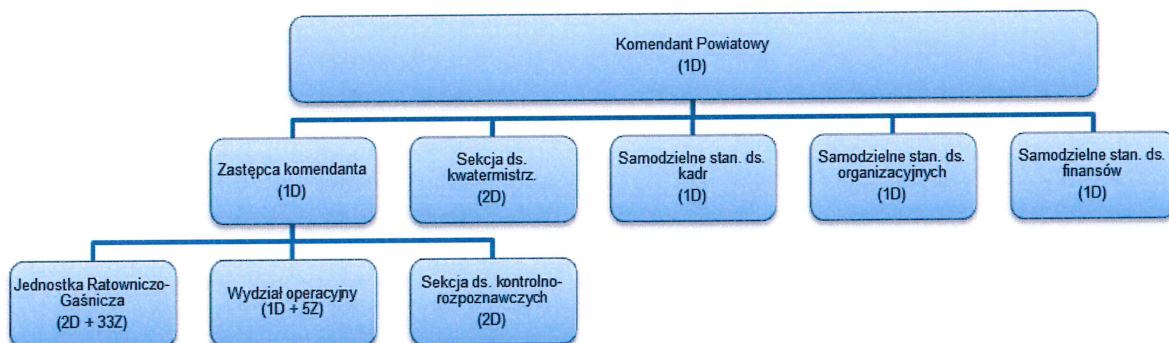 Komendant Powiatowy
(1D)
Zastępca komendanta
(1D)
Sekcja ds.
kwatermistrz.
(2D)
Samodzielne stan. ds.
kadr
(1D)
Samodzielne stan. ds.
organizacyjnych
(1D)
Samodzielne stan. ds.
finansów
(1D)
Jednostka Ratowniczo-
Gaśnicza
(2D + 33Z)
Wydział operacyjny
(1D + 5Z)
Sekcja ds. kontrolno-
rozpoznawczych
(2D)